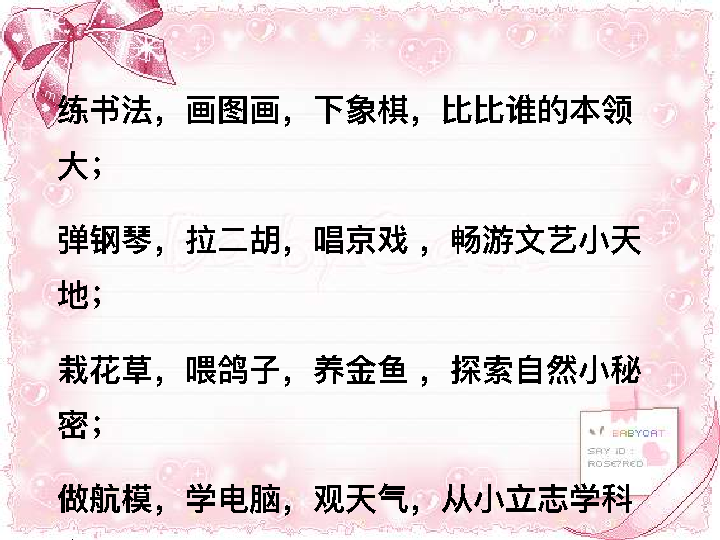 练书法，画图画，下象棋，比比谁的本领
大；
弹钢琴，拉二胡，唱京戏 ，畅游文艺小天
地；
栽花草，喂鸽子，养金鱼 ，探索自然小秘
密；
做航模，学电脑，观天气，从小立志学科
BABYCAT
SAY ID :
ROSE?RED